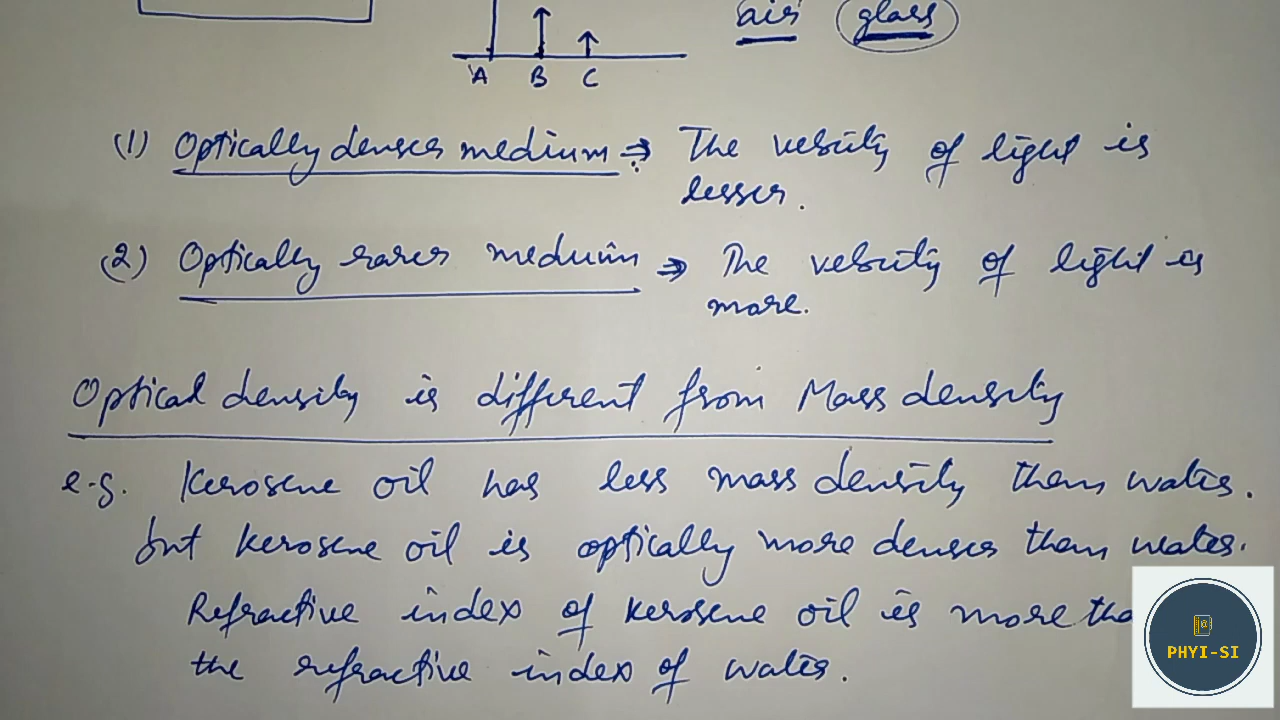 air glass
A B C
(1) Optically denser medium ⇒ The velocity of light is
lesser.
(2) Optically rarer medium ⇒ The velocity of light is
more.
Optical density is different from Mass density
e.g. Kerosene oil has less mass density than water.
but kerosene oil is optically more denser than water.
Refractive index of kerosene oil is more tha
the refractive index of water.
PHYI-SI